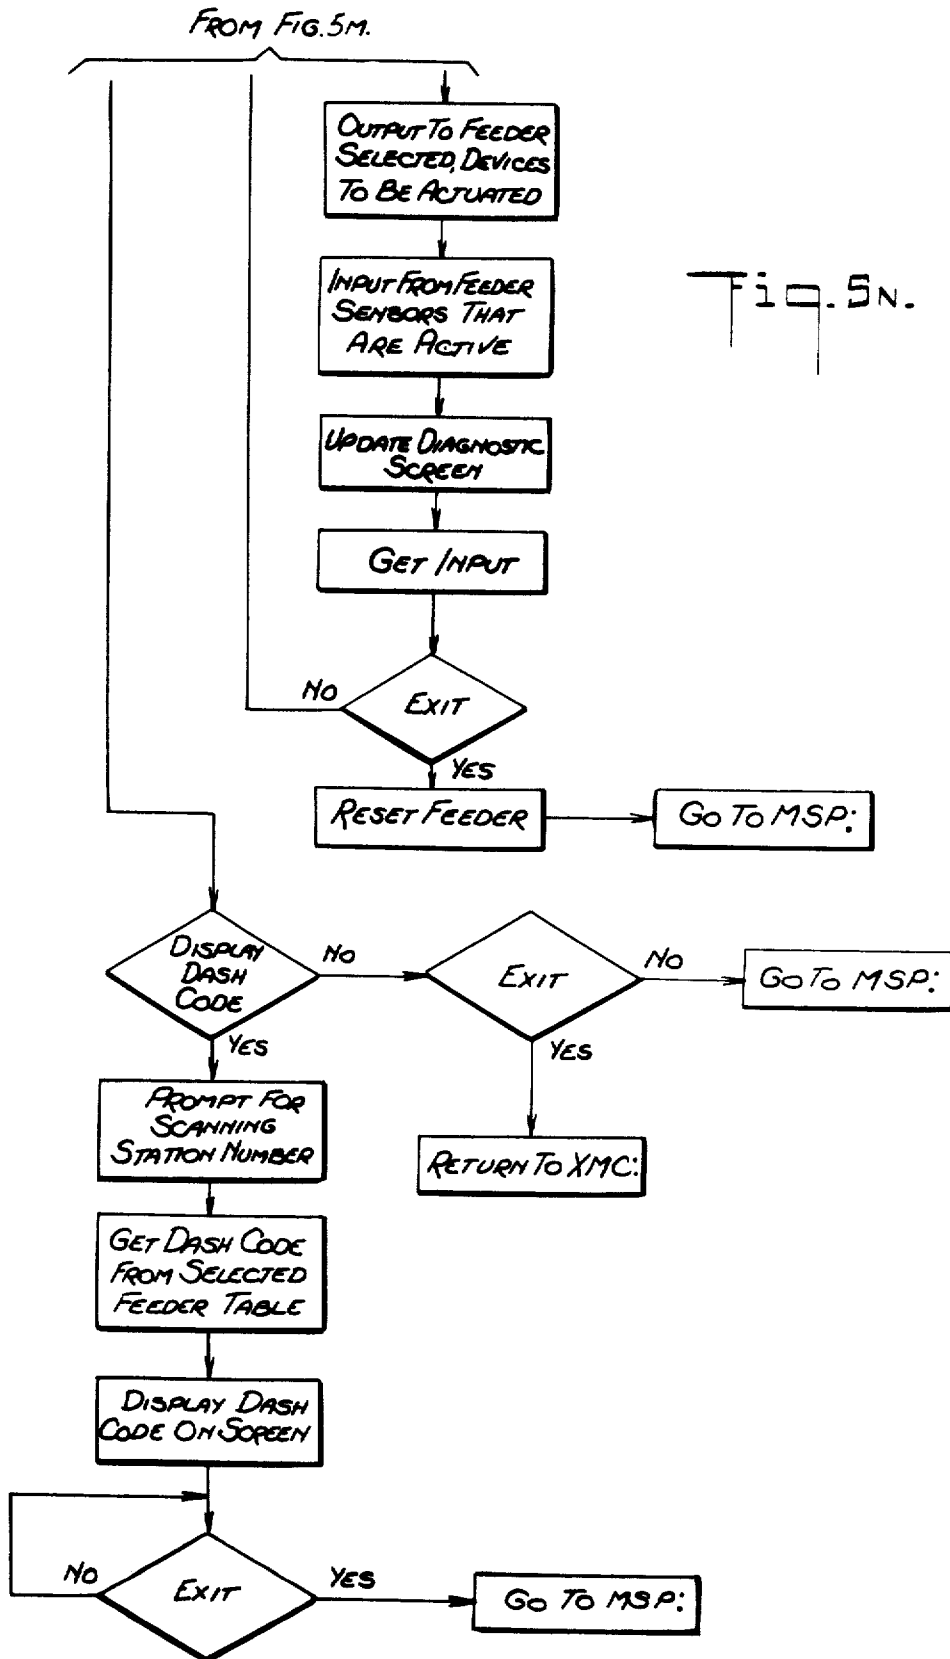 FROM FIG. 5M.
OUTPUT TO FEEDER
SELECTED, DEVICES
TO BE ACTUATED
INPUT FROM FEEDER
SENSORS THAT
ARE ACTIVE
Fig. 5N.
UPDATE DIAGNOSTIC
SCREEN
GET INPUT
NO
EXIT
YES
RESET FEEDER
GO TO MSP:
DISPLAY
DASH
CODE
NO
EXIT
NO
GO TO MSP:
YES
YES
PROMPT FOR
SCANNING
STATION NUMBER
RETURN TO XMC:
GET DASH CODE
FROM SELECTED
FEEDER TABLE
DISPLAY DASH
CODE ON SCREEN
NO
EXIT
YES
GO TO MSP: